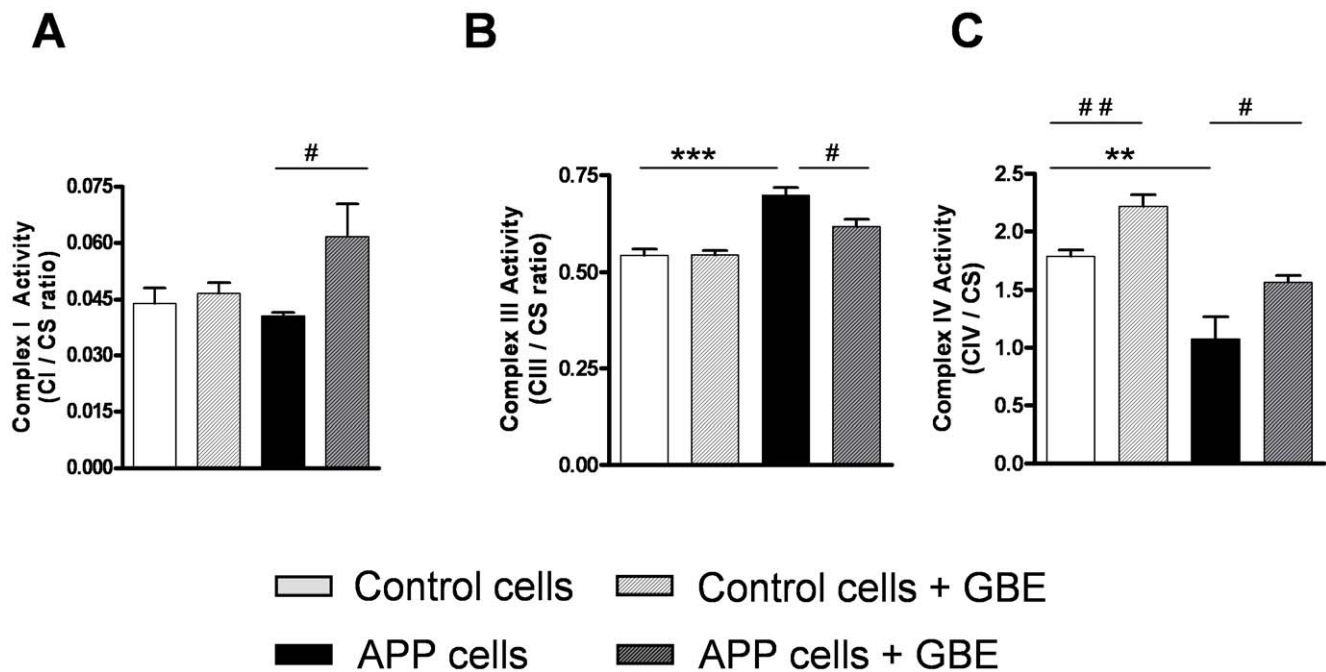 A
B
C
#
***
#
# #
#
**
Complex I Activity
(CI / CS ratio)
0.075
0.060
0.045
0.030
0.015
0.000
Complex III Activity
(CIII / CS ratio)
0.75
0.50
0.25
0.00
Complex IV Activity
(CIV / CS)
2.5
2.0
1.5
1.0
0.5
0.0
Control cells
Control cells + GBE
APP cells
APP cells + GBE